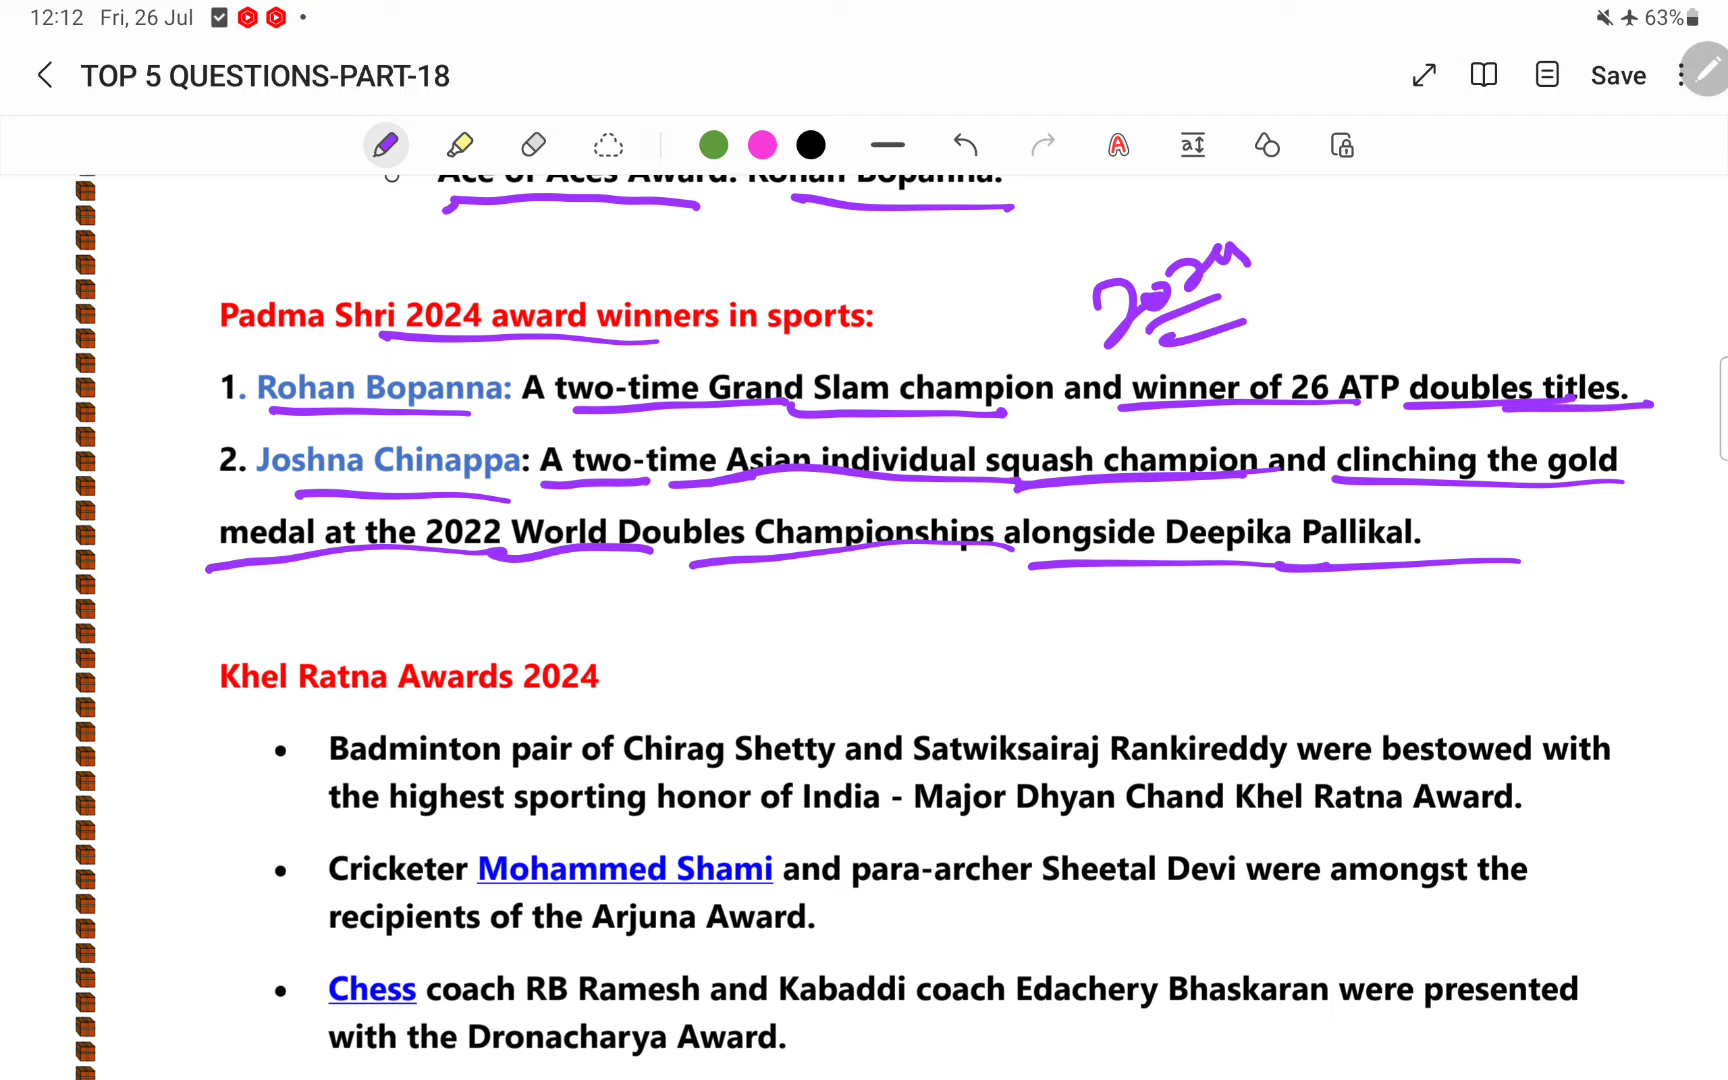 12:12 Fri, 26 Jul 63%
TOP 5 QUESTIONS-PART-18 Save
Ace of Aces Award: Rohan Bopanna.
2024
Padma Shri 2024 award winners in sports:
1. Rohan Bopanna: A two-time Grand Slam champion and winner of 26 ATP doubles titles.
2. Joshna Chinappa: A two-time Asian individual squash champion and clinching the gold
medal at the 2022 World Doubles Championships alongside Deepika Pallikal.
Khel Ratna Awards 2024
• Badminton pair of Chirag Shetty and Satwiksairaj Rankireddy were bestowed with
the highest sporting honor of India - Major Dhyan Chand Khel Ratna Award.
• Cricketer Mohammed Shami and para-archer Sheetal Devi were amongst the
recipients of the Arjuna Award.
• Chess coach RB Ramesh and Kabaddi coach Edachery Bhaskaran were presented
with the Dronacharya Award.